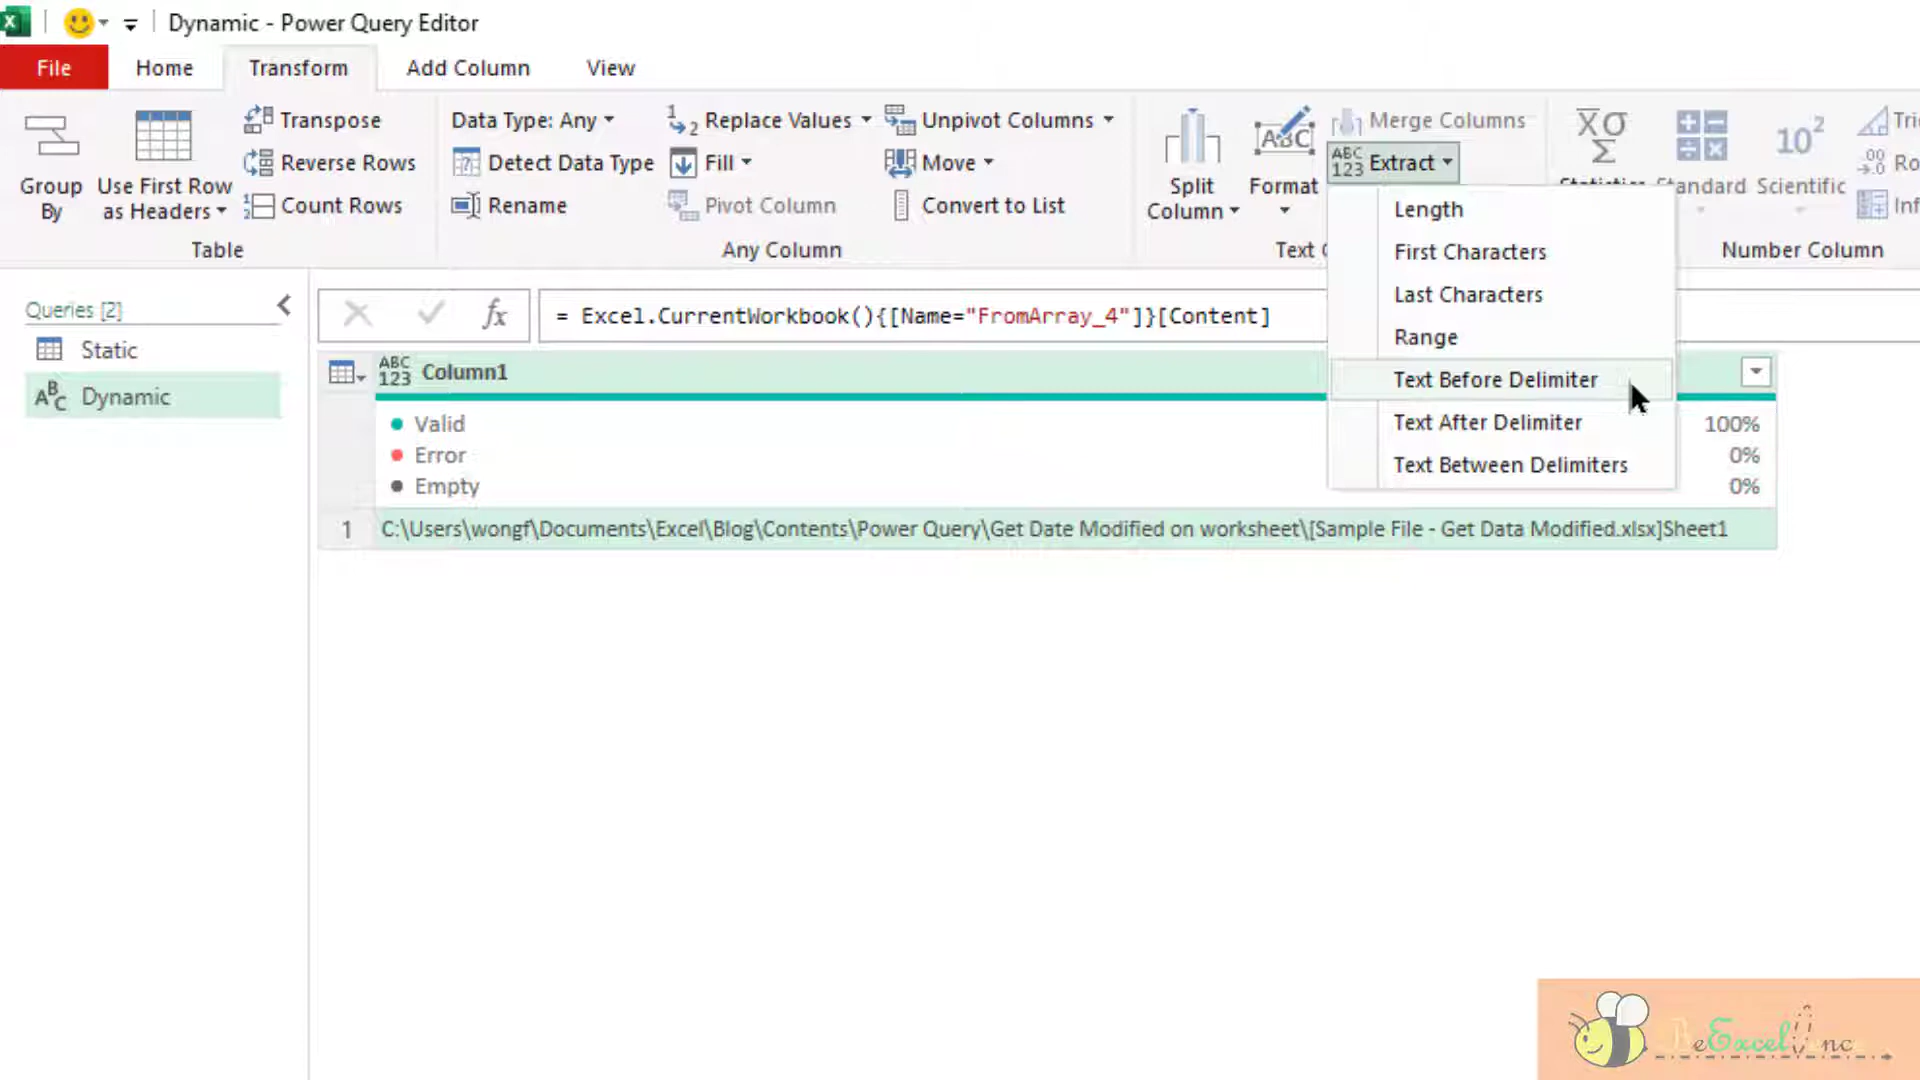 Dynamic - Power Query Editor
File Home Transform Add Column View
Group By
Use First Row as Headers
Transpose
Reverse Rows
Count Rows
Table
Data Type: Any
Detect Data Type
Rename
Replace Values
Fill
Pivot Column
Unpivot Columns
Move
Convert to List
Any Column
Split Column
Format
Merge Columns
Extract
Text
Standard
Scientific
Number Column
Length
First Characters
Last Characters
Range
Text Before Delimiter
Text After Delimiter
Text Between Delimiters
Queries [2]
Static
Dynamic
fx
= Excel.CurrentWorkbook(){[Name="FromArray_4"]}[Content]
ABC 123 Column1
Valid 100%
Error 0%
Empty 0%
1 C:\Users\wongf\Documents\Excel\Blog\Contents\Power Query\Get Date Modified on worksheet\[Sample File - Get Data Modified.xlsx]Sheet1